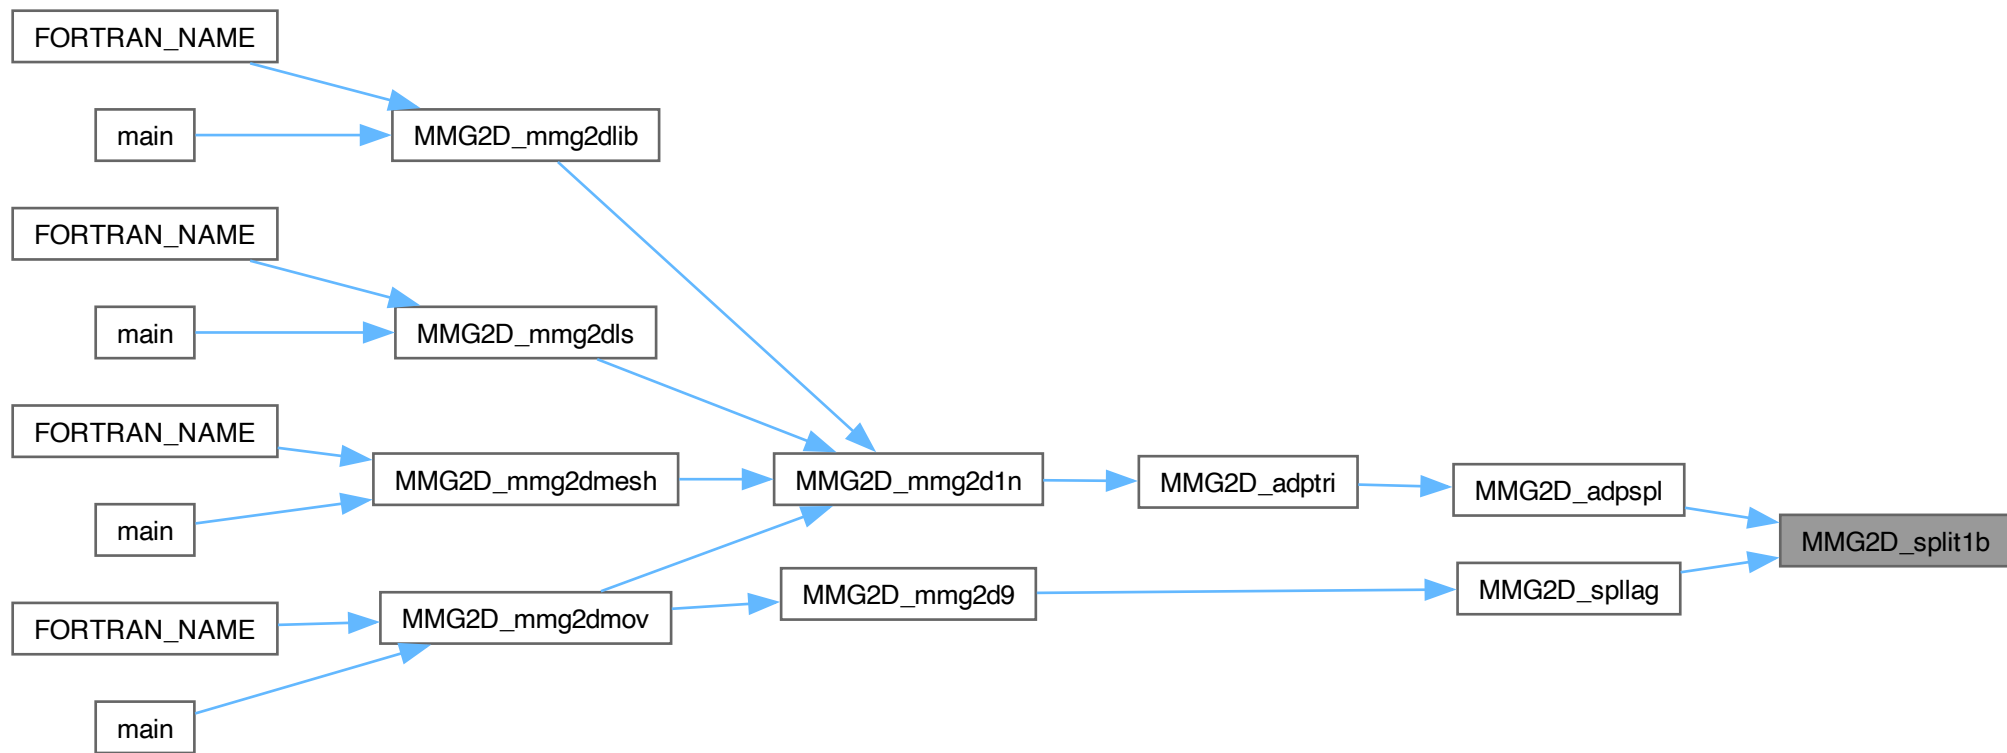 FORTRAN_NAME
main
MMG2D_mmg2dlib
FORTRAN_NAME
main
MMG2D_mmg2dls
FORTRAN_NAME
main
MMG2D_mmg2dmesh
MMG2D_mmg2d1n
MMG2D_adptri
MMG2D_adpspl
MMG2D_split1b
FORTRAN_NAME
main
MMG2D_mmg2dmov
MMG2D_mmg2d9
MMG2D_spllag